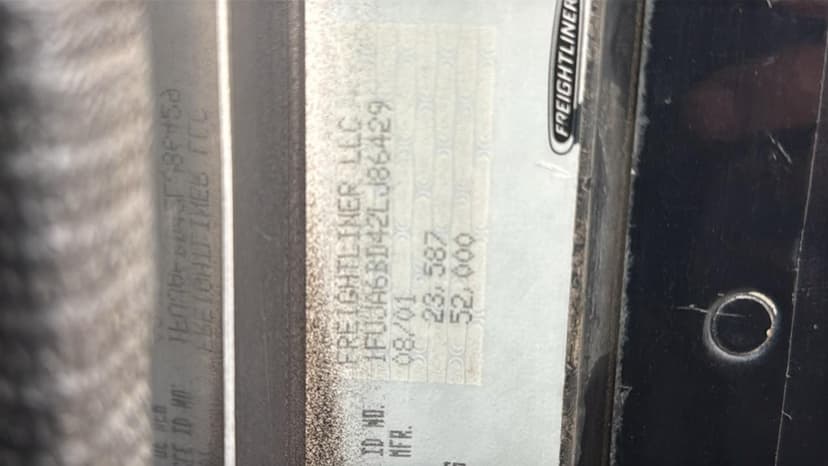 FREIGHTLINER LLC
ID NO. 1FUJA6BD42LJ86429
MFR. 08/01
23,587
52,000
FREIGHTLINER